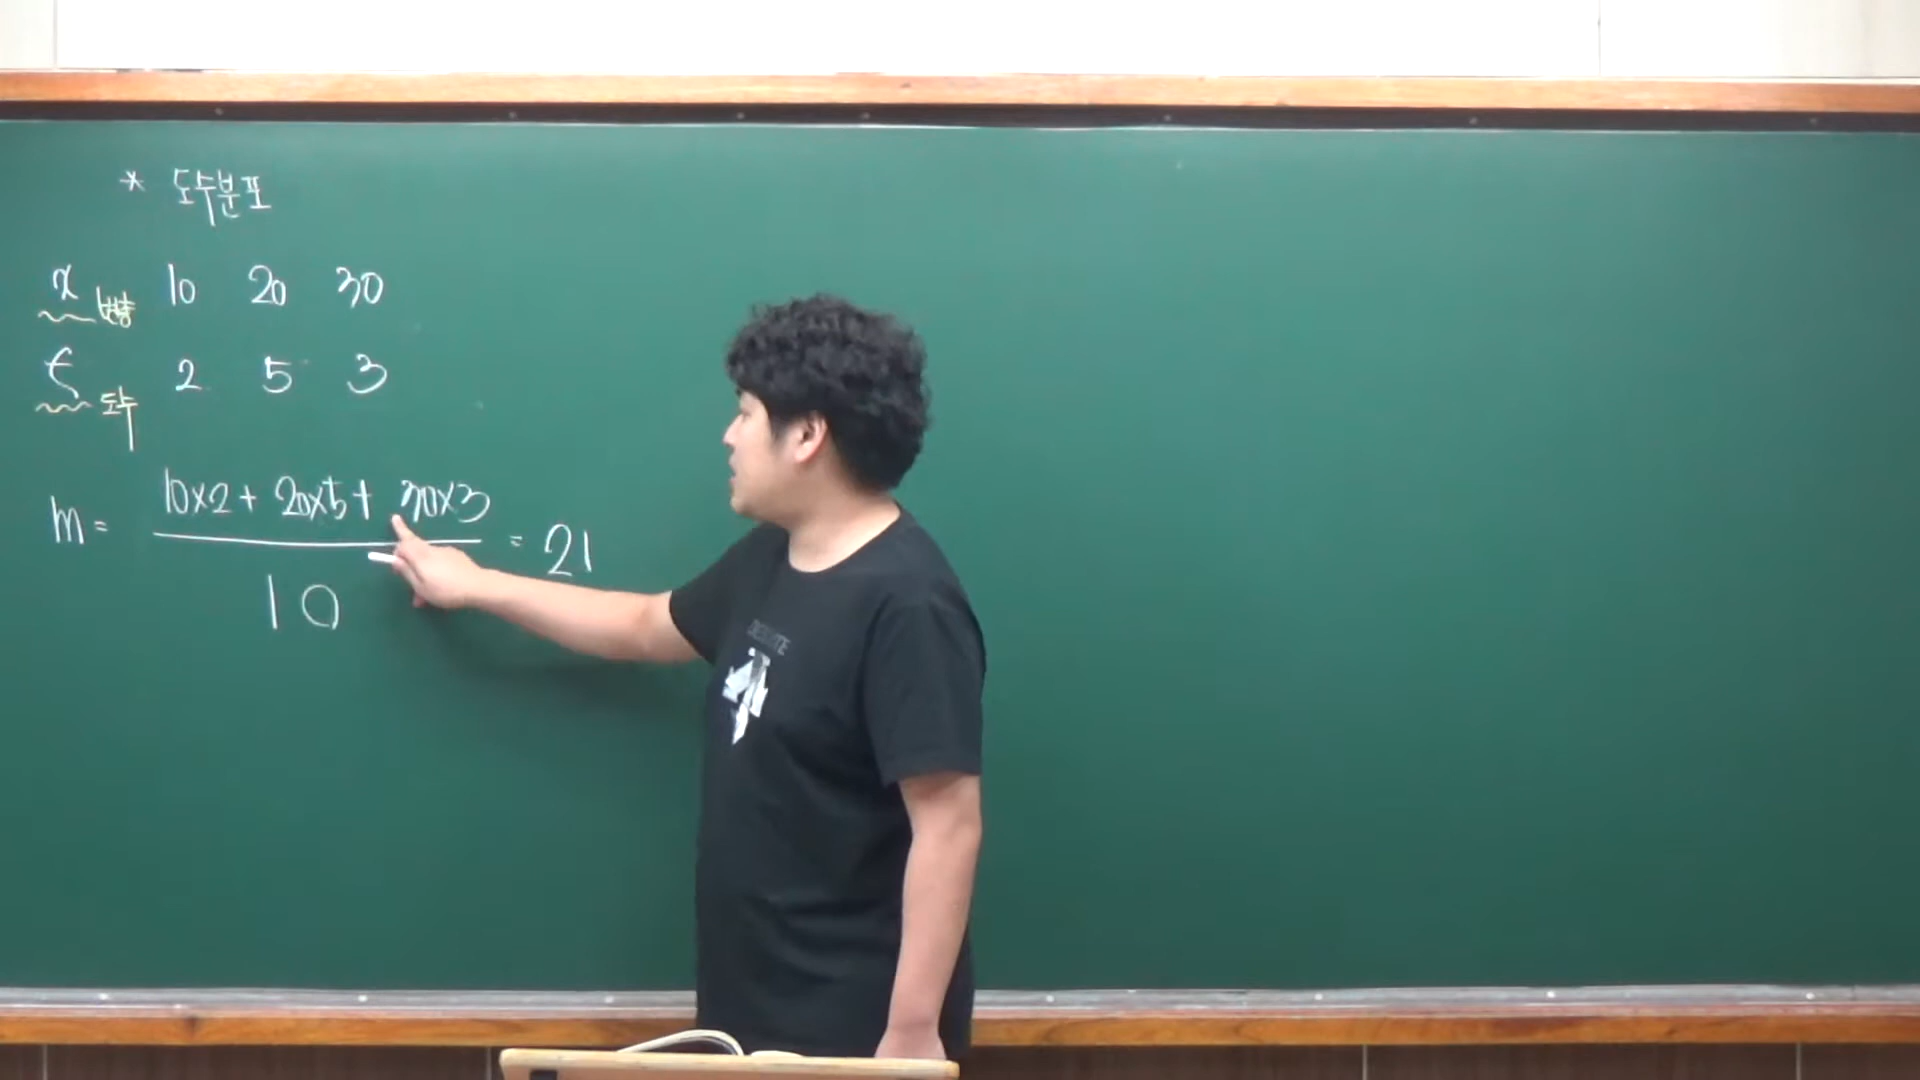 * 도수분포
x 변량 10 20 30
f 도수 2 5 3
m = 10×2 + 20×5 + 30×3 / 10 = 21